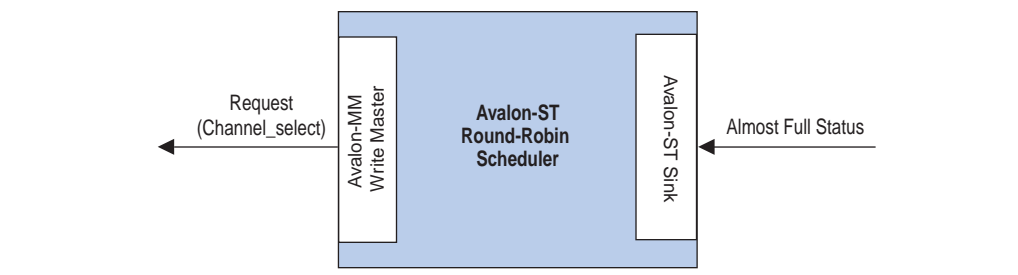 Request
(Channel_select)
Avalon-MM
Write Master
Avalon-ST
Round-Robin
Scheduler
Avalon-ST Sink
Almost Full Status